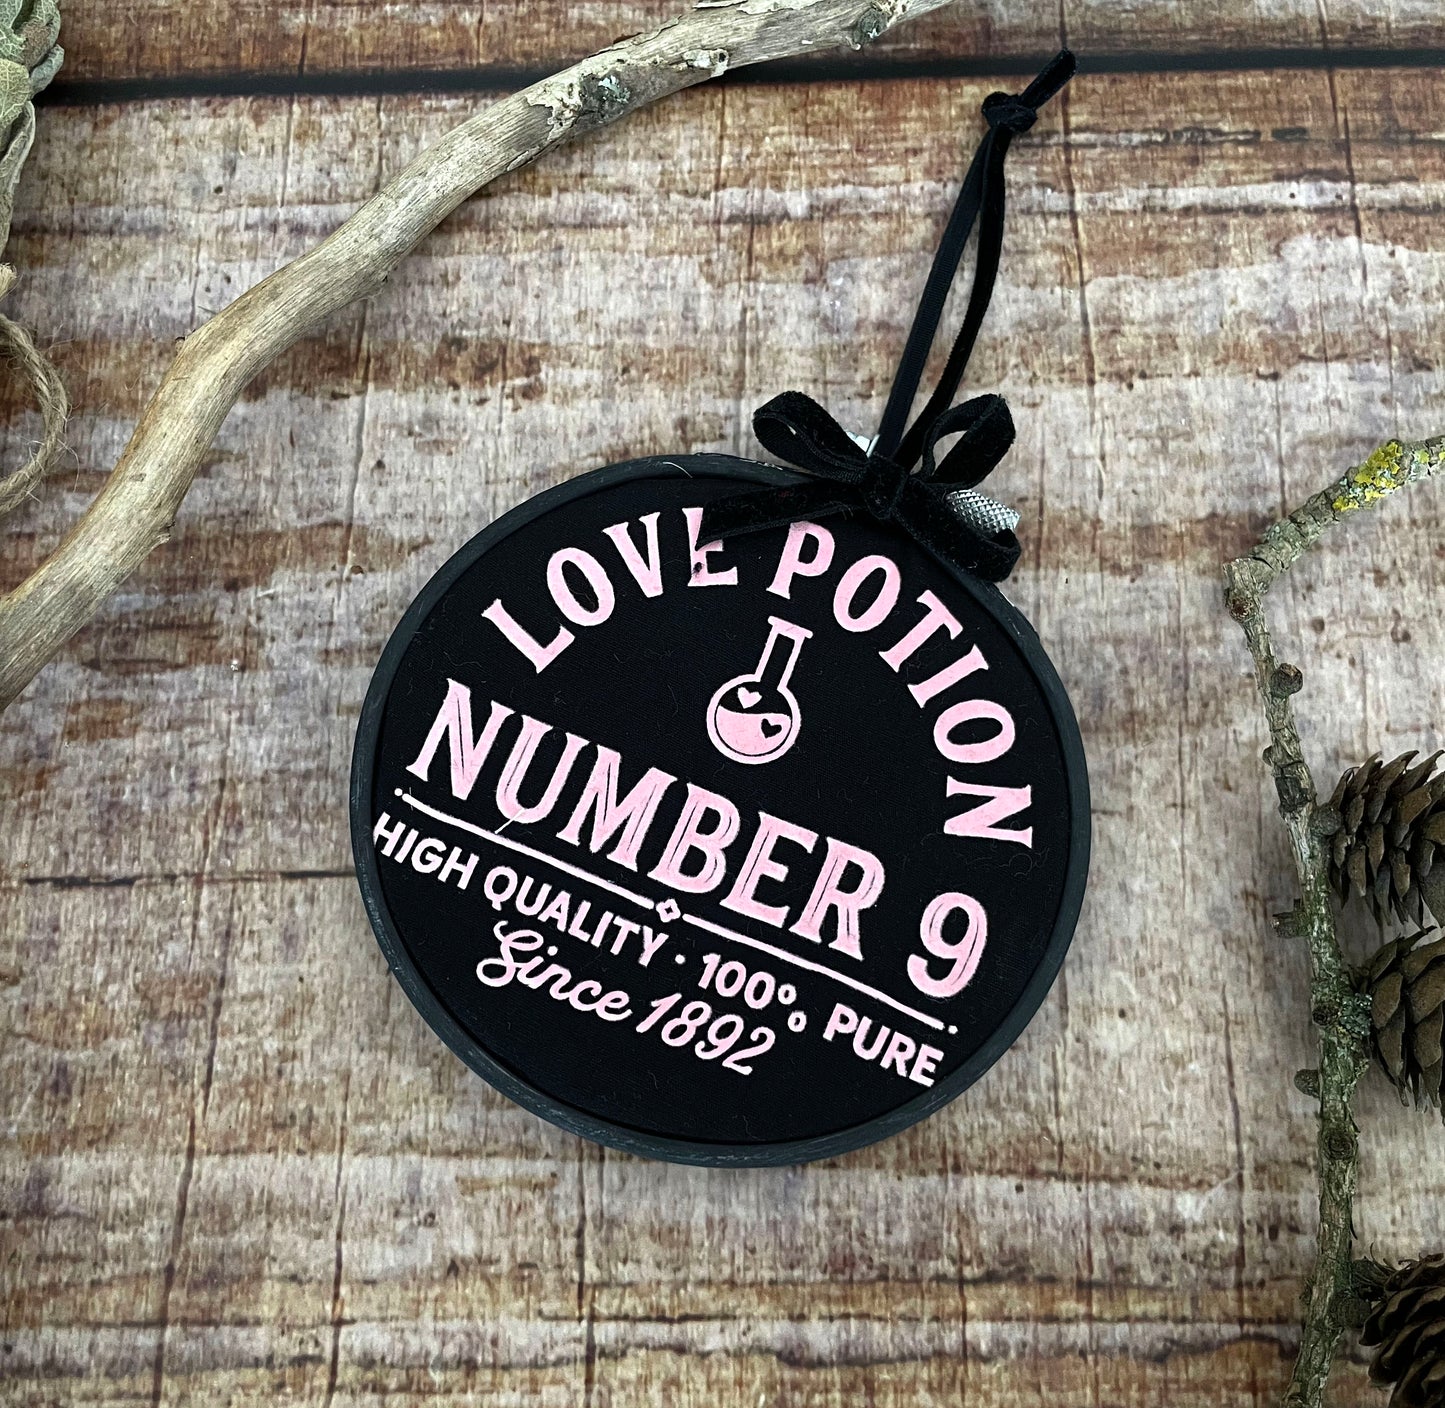 LOVE POTION
NUMBER 9
HIGH QUALITY · 100% PURE
Since 1892